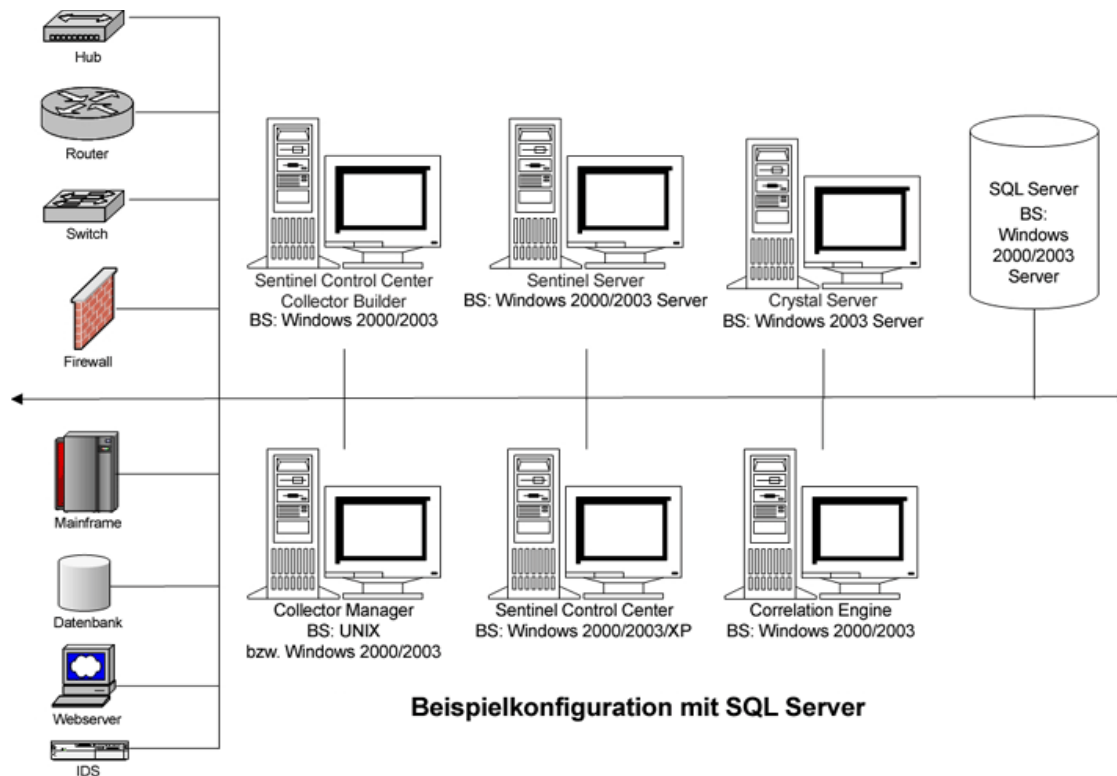 Hub
Router
Switch
Firewall
Sentinel Control Center
Collector Builder
BS: Windows 2000/2003
Sentinel Server
BS: Windows 2000/2003 Server
Crystal Server
BS: Windows 2003 Server
SQL Server
BS:
Windows
2000/2003
Server
Mainframe
Datenbank
Webserver
IDS
Collector Manager
BS: UNIX
bzw. Windows 2000/2003
Sentinel Control Center
BS: Windows 2000/2003/XP
Correlation Engine
BS: Windows 2000/2003
Beispielkonfiguration mit SQL Server